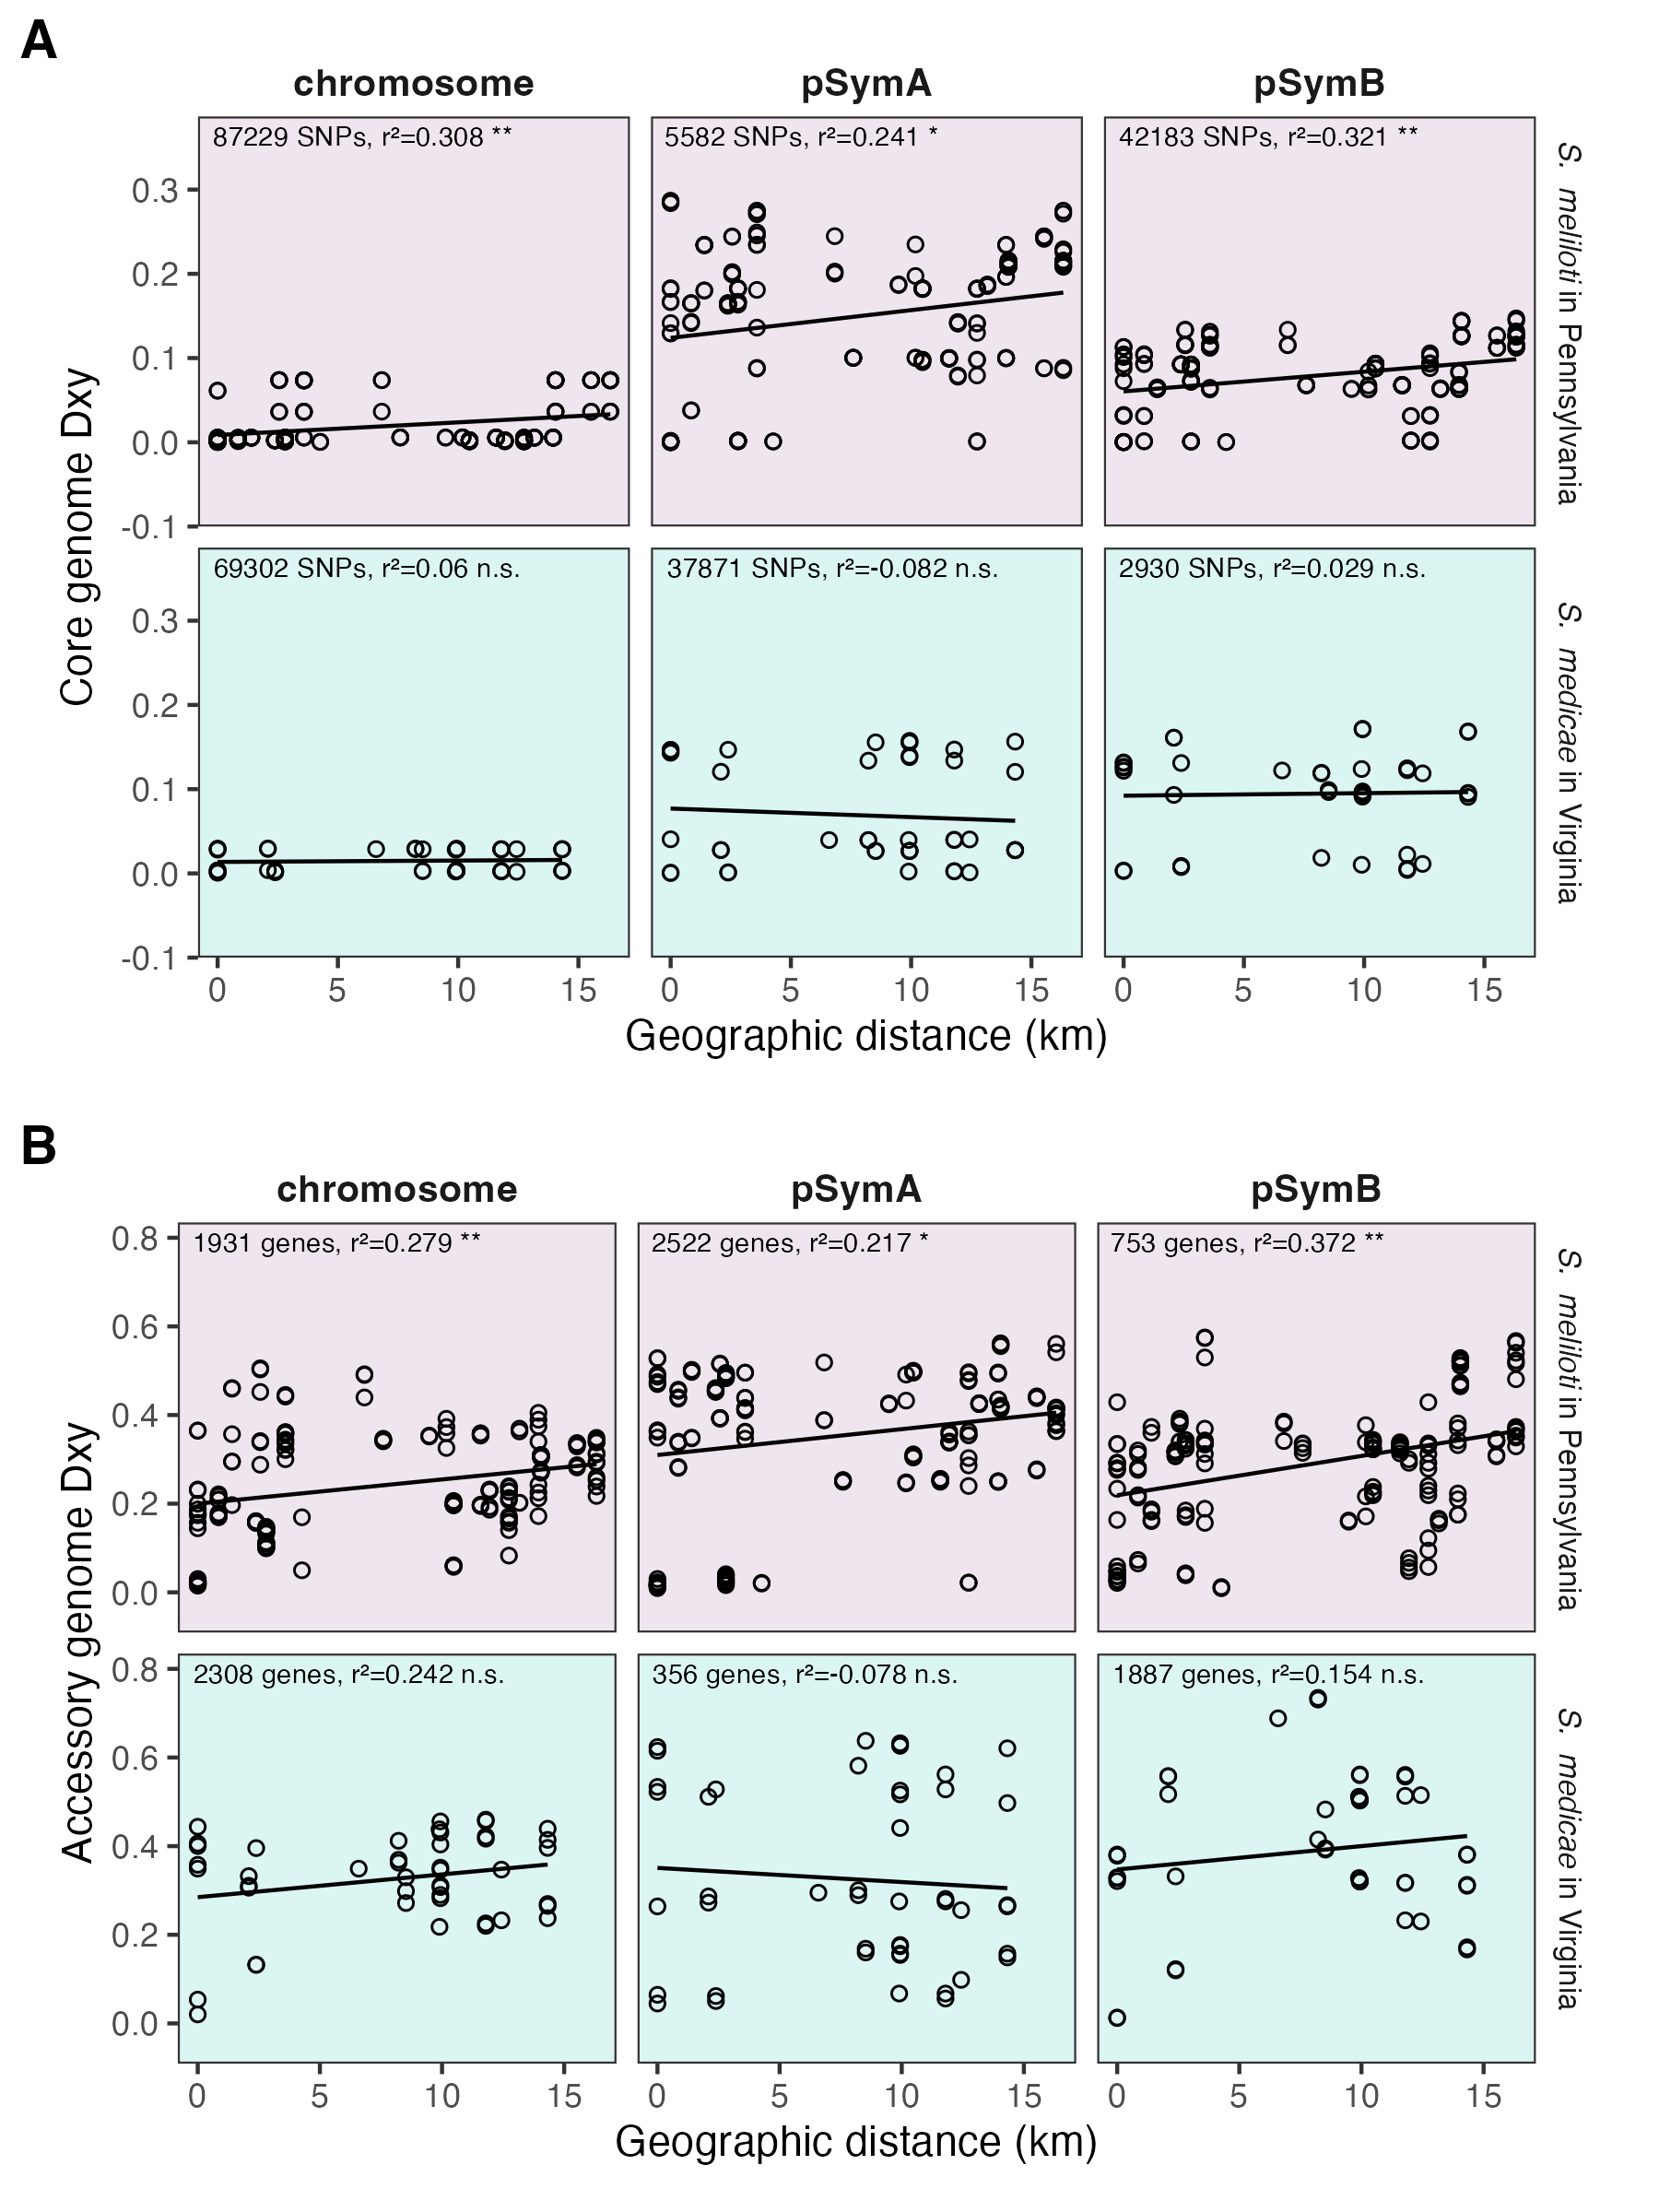 A
chromosome pSymA pSymB
87229 SNPs, r²=0.308 ** 5582 SNPs, r²=0.241 * 42183 SNPs, r²=0.321 **
0.3
0.2
0.1
0.0
-0.1
S. meliloti in Pennsylvania
69302 SNPs, r²=0.06 n.s. 37871 SNPs, r²=-0.082 n.s. 2930 SNPs, r²=0.029 n.s.
0.3
0.2
0.1
0.0
-0.1
S. medicae in Virginia
Core genome Dxy
0 5 10 15 0 5 10 15 0 5 10 15
Geographic distance (km)
B
chromosome pSymA pSymB
1931 genes, r²=0.279 ** 2522 genes, r²=0.217 * 753 genes, r²=0.372 **
0.8
0.6
0.4
0.2
0.0
S. meliloti in Pensylvania
2308 genes, r²=0.242 n.s. 356 genes, r²=-0.078 n.s. 1887 genes, r²=0.154 n.s.
0.8
0.6
0.4
0.2
0.0
S. medicae in Virginia
Accessory genome Dxy
0 5 10 15 0 5 10 15 0 5 10 15
Geographic distance (km)